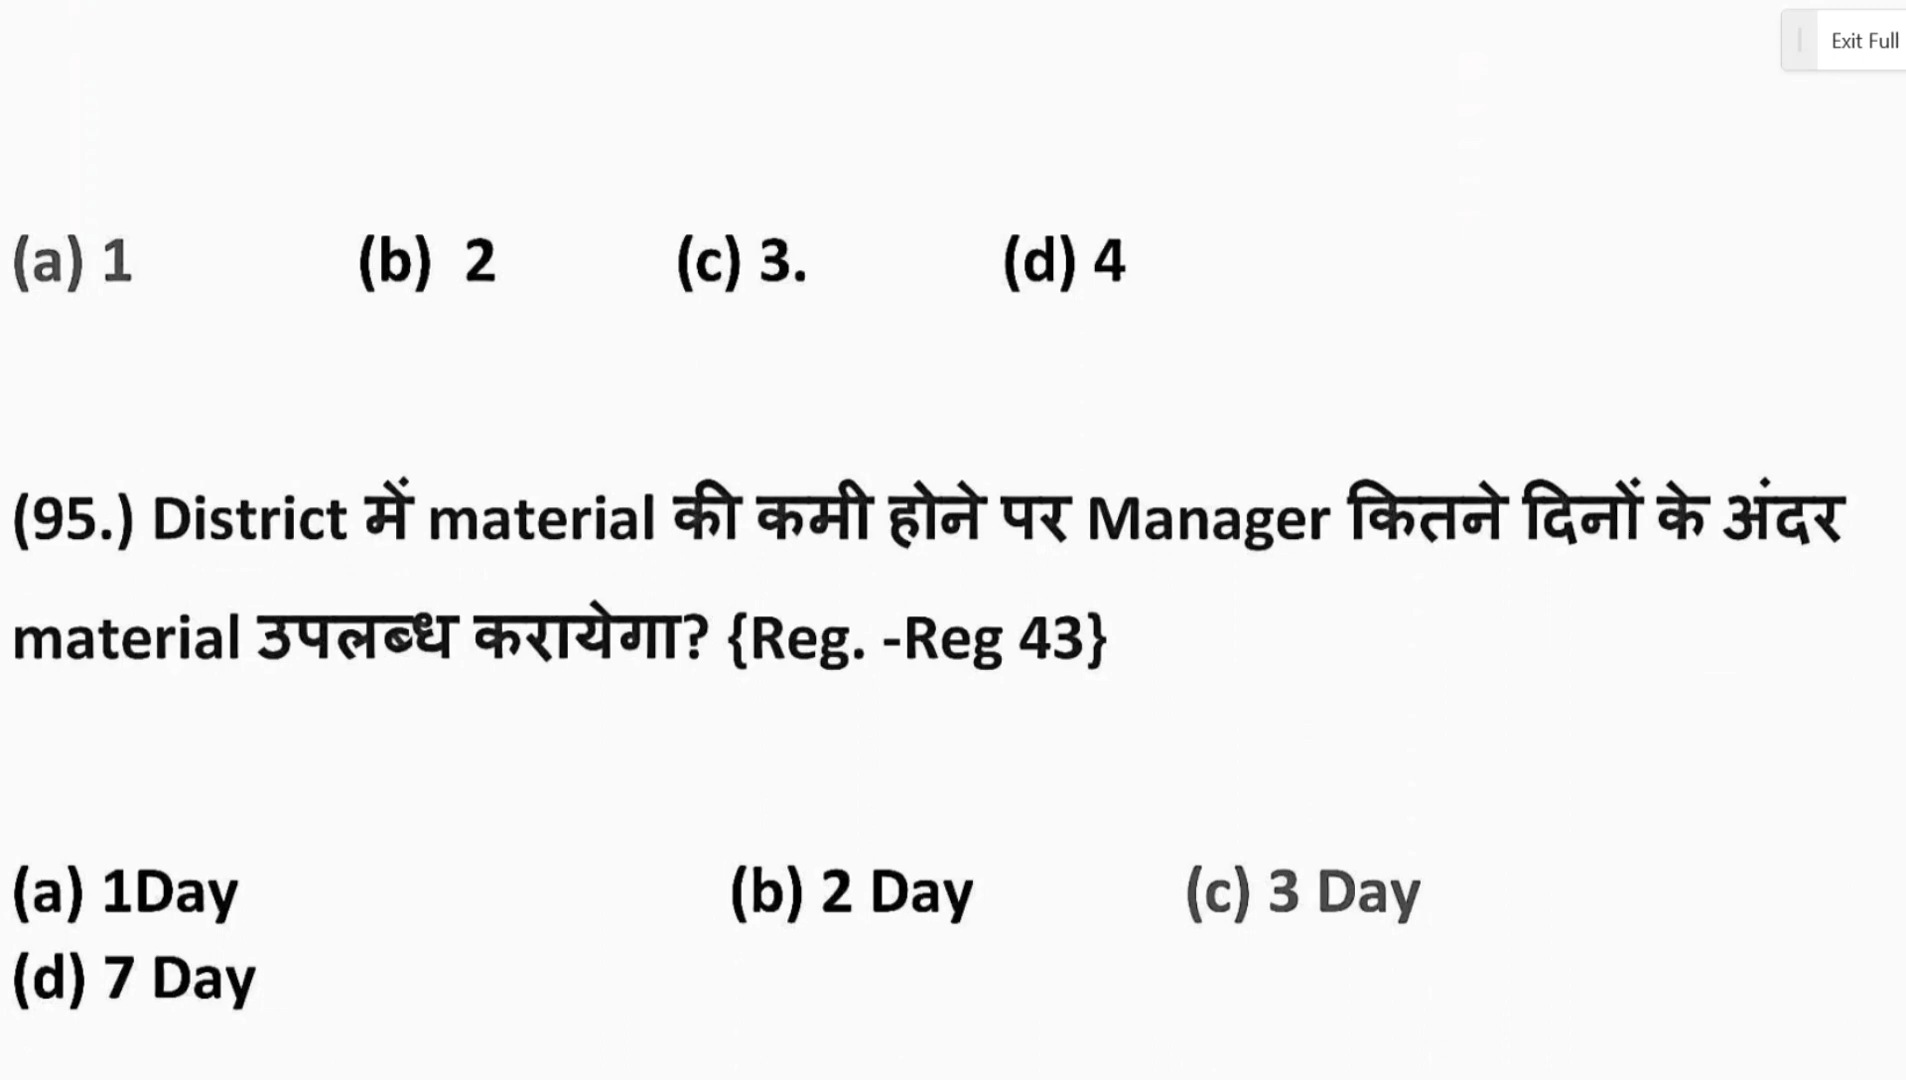 Exit Full
(a) 1 (b) 2 (c) 3. (d) 4
(95.) District में material की कमी होने पर Manager कितने दिनों के अंदर
material उपलब्ध करायेगा? {Reg. -Reg 43}
(a) 1Day (b) 2 Day (c) 3 Day
(d) 7 Day